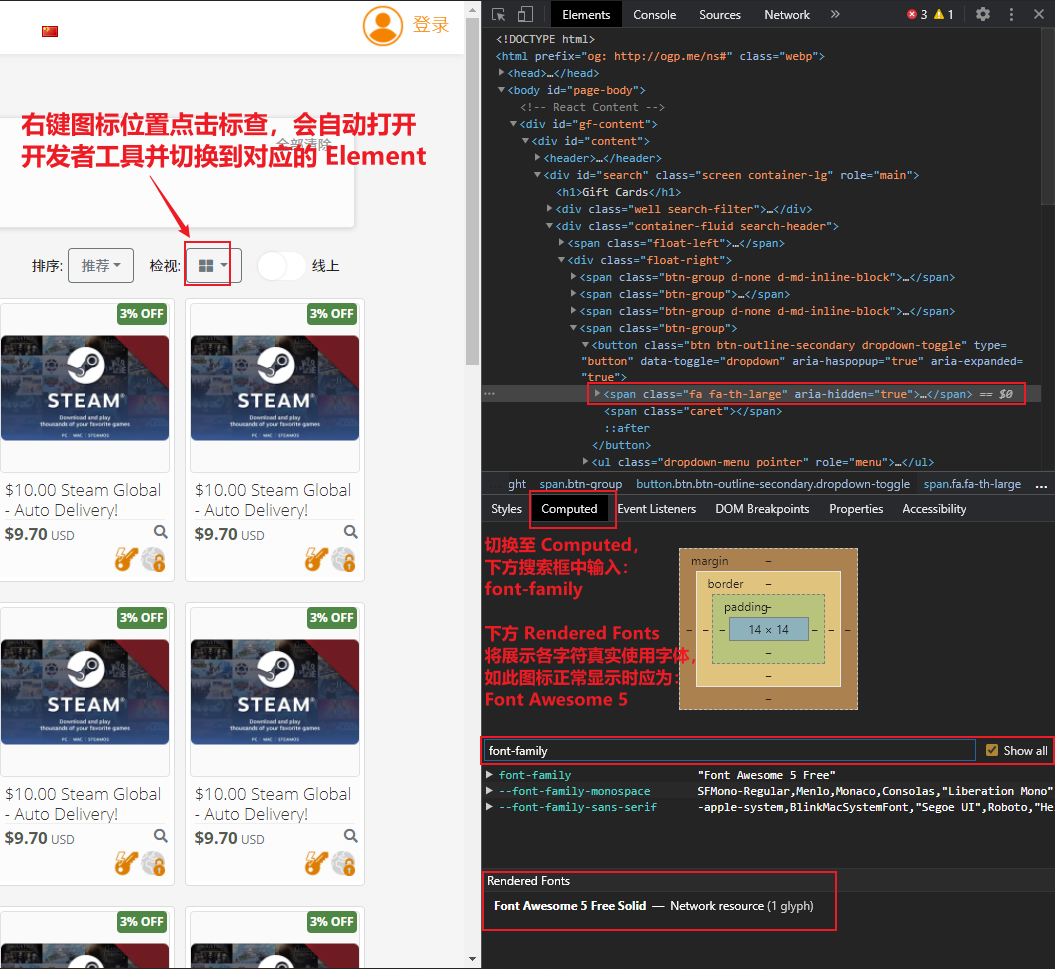 登录
右键图标位置点击标查，会自动打开
开发者工具并切换到对应的 Element
全部清除
排序: 推荐 检视: 线上
3% OFF 3% OFF
STEAM STEAM
Download and play thousands of your favorite games
Download and play thousands of your favorite games
PC | MAC | STEAMOS PC | MAC | STEAMOS
$10.00 Steam Global - Auto Delivery!
$10.00 Steam Global - Auto Delivery!
$9.70 USD $9.70 USD
3% OFF 3% OFF
STEAM STEAM
Download and play thousands of your favorite games
Download and play thousands of your favorite games
PC | MAC | STEAMOS PC | MAC | STEAMOS
$10.00 Steam Global - Auto Delivery!
$10.00 Steam Global - Auto Delivery!
$9.70 USD $9.70 USD
3% OFF 3% OFF
Elements Console Sources Network » 3 1
<!DOCTYPE html>
<html prefix="og: http://ogp.me/ns#" class="webp">
<head>…</head>
<body id="page-body">
<!-- React Content -->
<div id="gf-content">
<div id="content">
<header>…</header>
<div id="search" class="screen container-lg" role="main">
<h1>Gift Cards</h1>
<div class="well search-filter">…</div>
<div class="container-fluid search-header">
<span class="float-left">…</span>
<div class="float-right">
<span class="btn-group d-none d-md-inline-block">…</span>
<span class="btn-group">…</span>
<span class="btn-group d-none d-md-inline-block">…</span>
<span class="btn-group">
<button class="btn btn-outline-secondary dropdown-toggle" type=
"button" data-toggle="dropdown" aria-haspopup="true" aria-expanded=
"true">
<span class="fa fa-th-large" aria-hidden="true">…</span> == $0
<span class="caret"></span>
::after
</button>
<ul class="dropdown-menu pointer" role="menu">…</ul>
ght span.btn-group button.btn.btn-outline-secondary.dropdown-toggle span.fa.fa-th-large ...
Styles Computed Event Listeners DOM Breakpoints Properties Accessibility
切换至 Computed，
下方搜索框中输入：
font-family
下方 Rendered Fonts
将展示各字符真实使用字体，
如此图标正常显示时应为：
Font Awesome 5
margin –
border –
padding –
– – – 14 × 14 – – –
–
–
–
font-family Show all
font-family "Font Awesome 5 Free"
--font-family-monospace SFMono-Regular,Menlo,Monaco,Consolas,"Liberation Mono"
--font-family-sans-serif -apple-system,BlinkMacSystemFont,"Segoe UI",Roboto,"He
Rendered Fonts
Font Awesome 5 Free Solid — Network resource (1 glyph)